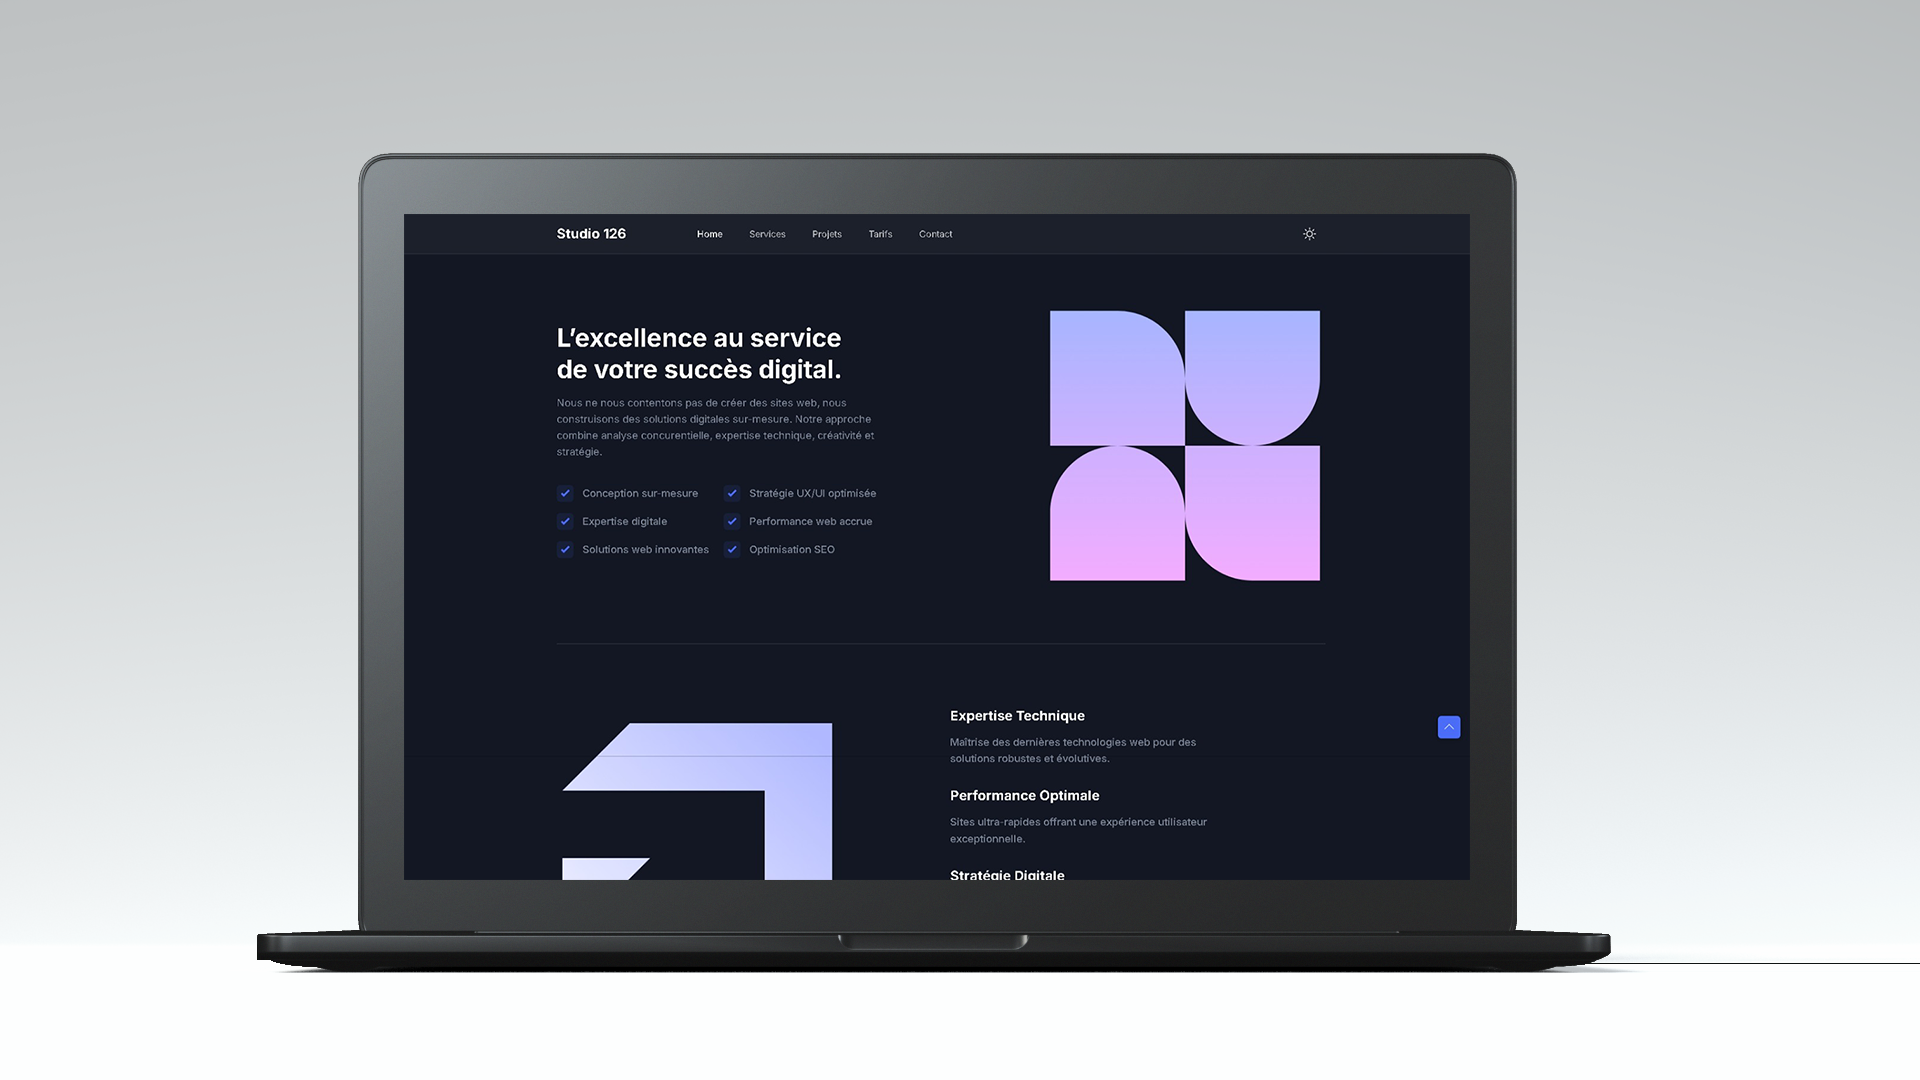 Studio 126
Home Services Projets Tarifs Contact
L’excellence au service
de votre succès digital.
Nous ne nous contentons pas de créer des sites web, nous
construisons des solutions digitales sur-mesure. Notre approche
combine analyse concurentielle, expertise technique, créativité et
stratégie.
Conception sur-mesure
Stratégie UX/UI optimisée
Expertise digitale
Performance web accrue
Solutions web innovantes
Optimisation SEO
Expertise Technique
Maîtrise des dernières technologies web pour des
solutions robustes et évolutives.
Performance Optimale
Sites ultra-rapides offrant une expérience utilisateur
exceptionnelle.
Stratégie Digitale